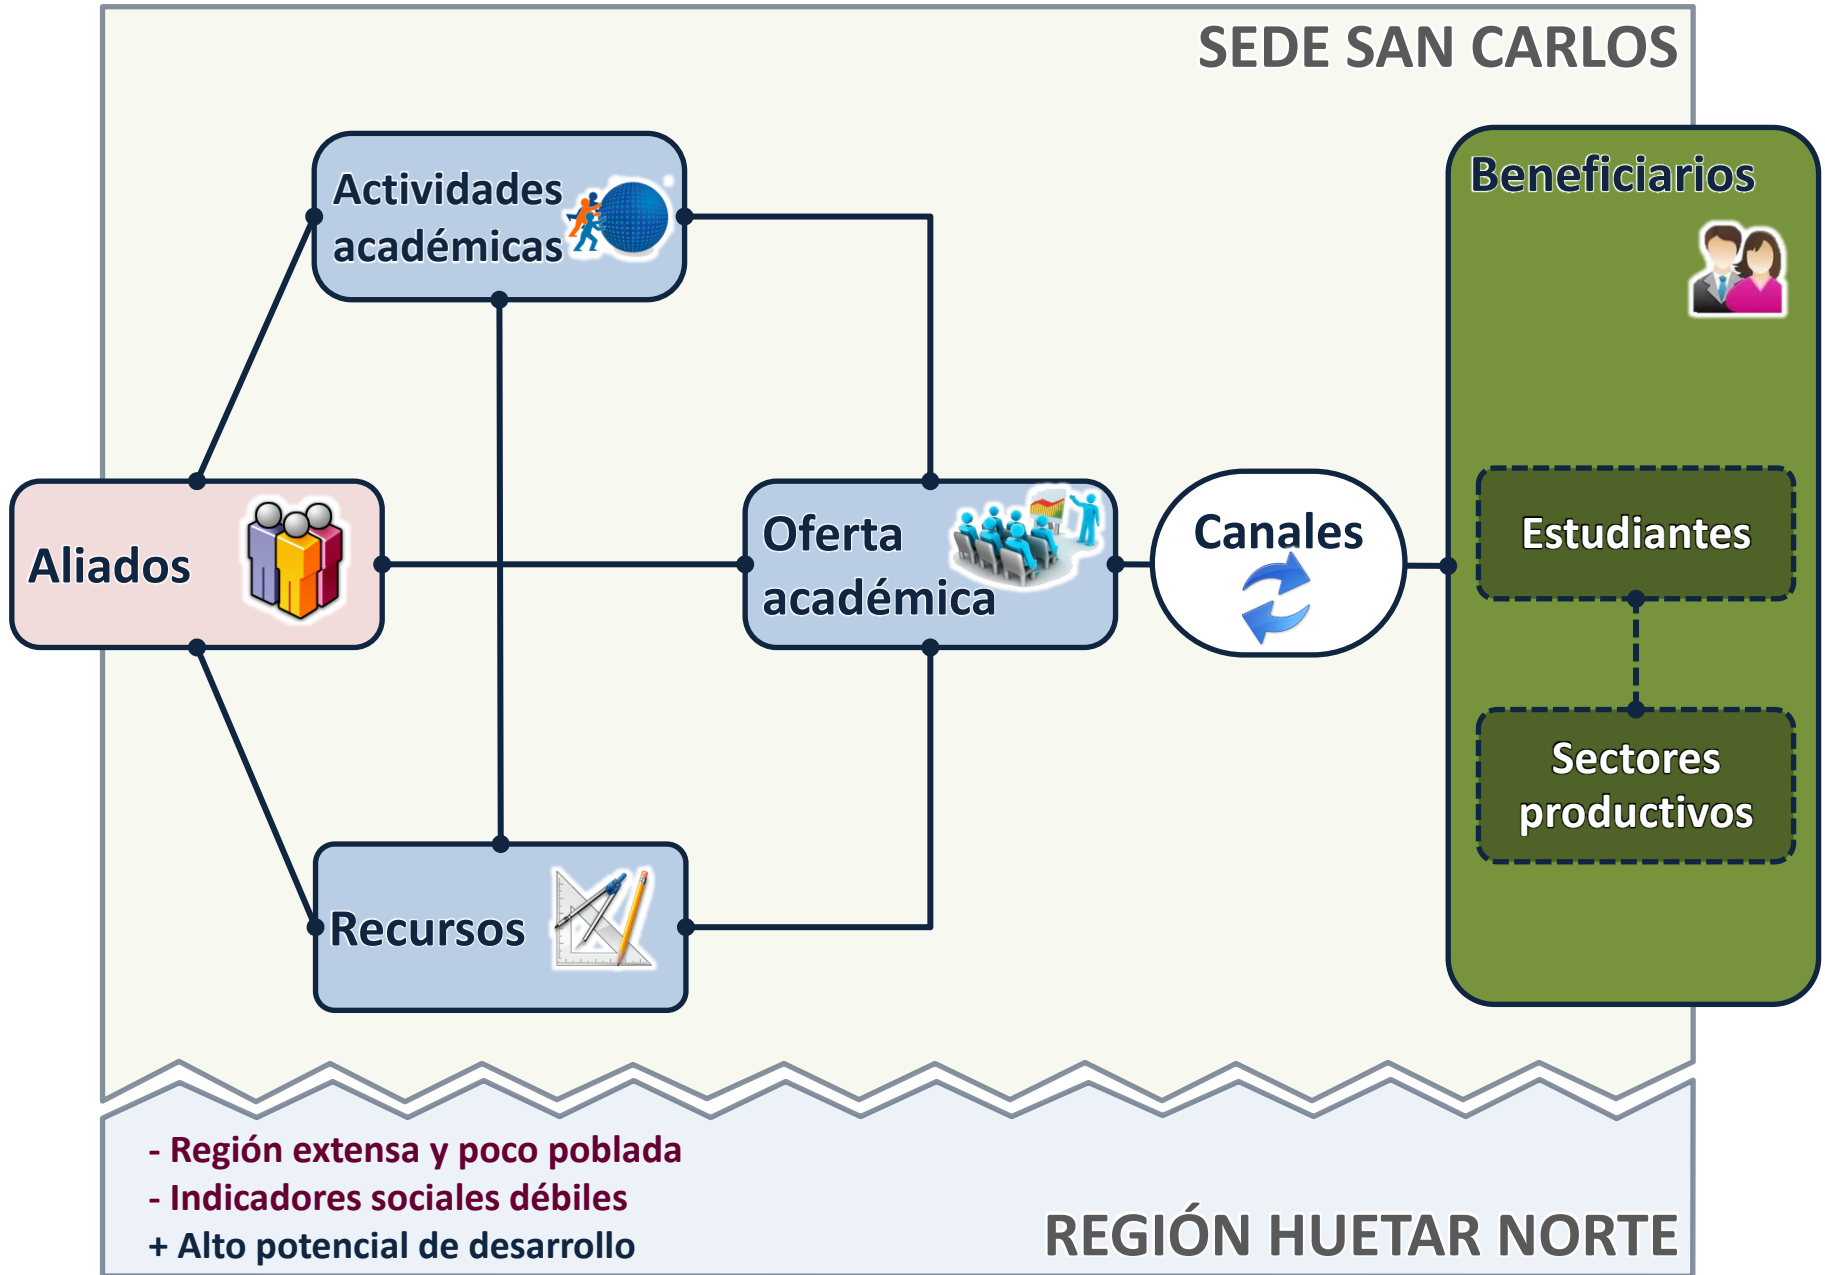 SEDE SAN CARLOS
Actividades
académicas
Beneficiarios
Aliados
Oferta
académica
Canales
Estudiantes
Sectores
productivos
Recursos
- Región extensa y poco poblada
- Indicadores sociales débiles
+ Alto potencial de desarrollo
REGIÓN HUETAR NORTE